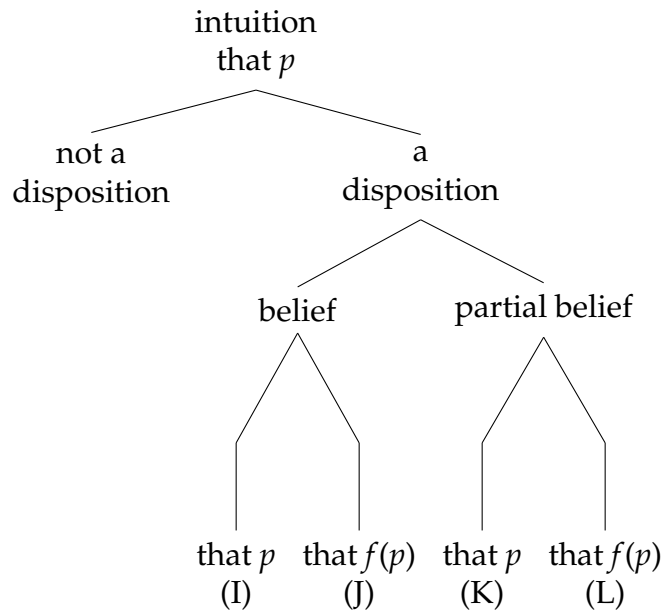 intuition
that p
not a
disposition
a
disposition
belief
partial belief
that p
(I)
that f(p)
(J)
that p
(K)
that f(p)
(L)